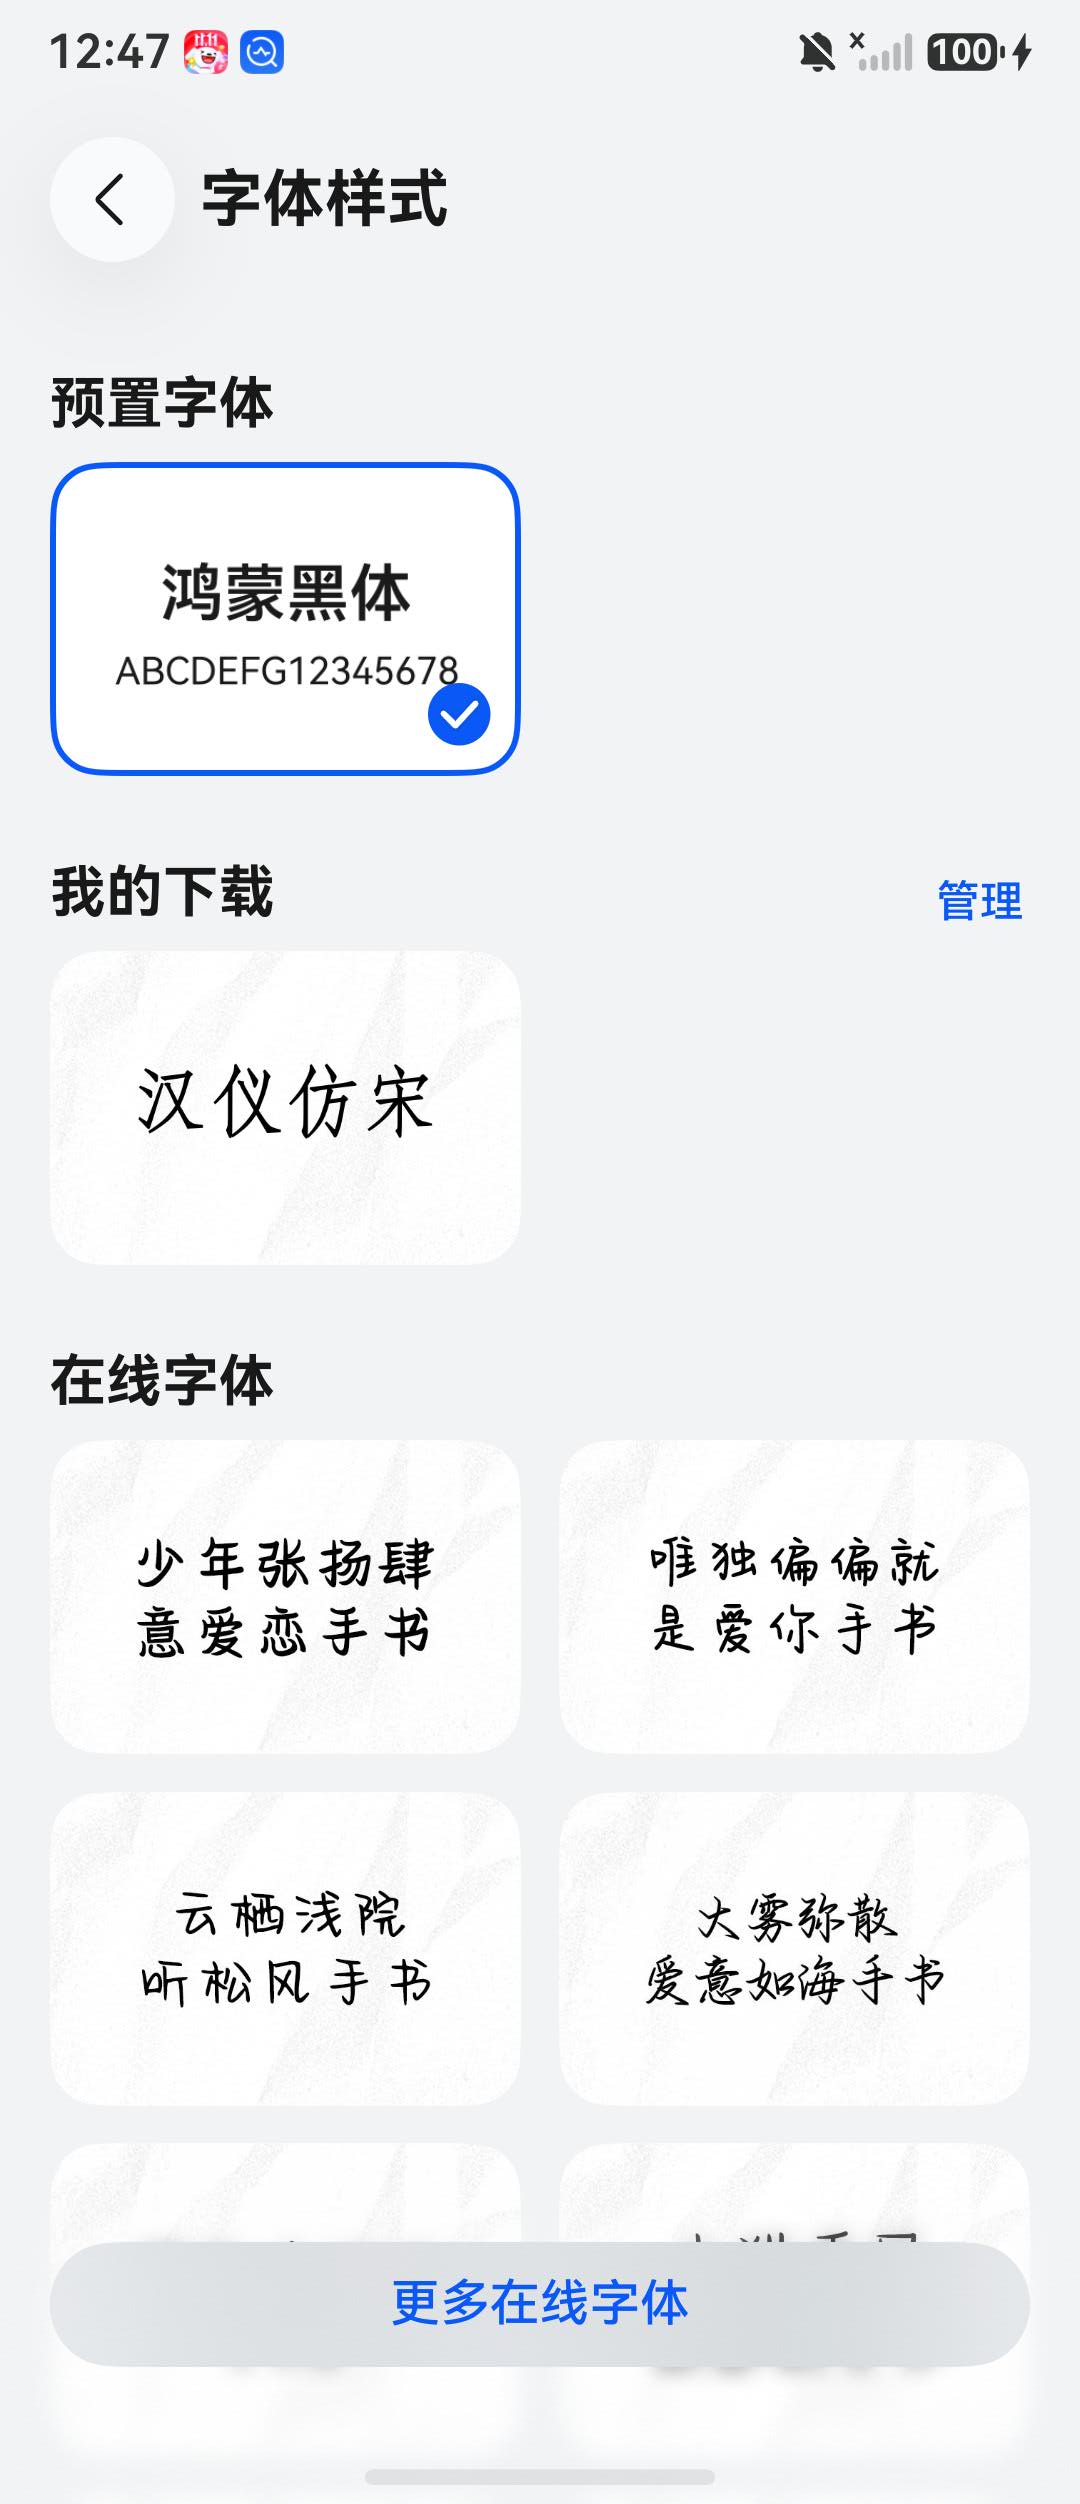 12:47
100
字体样式
预置字体
鸿蒙黑体
ABCDEFG12345678
我的下载
管理
汉仪仿宋
在线字体
少年张扬肆
意爱恋手书
唯独偏偏就
是爱你手书
云栖浅院
听松风手书
大雾弥散
爱意如海手书
更多在线字体